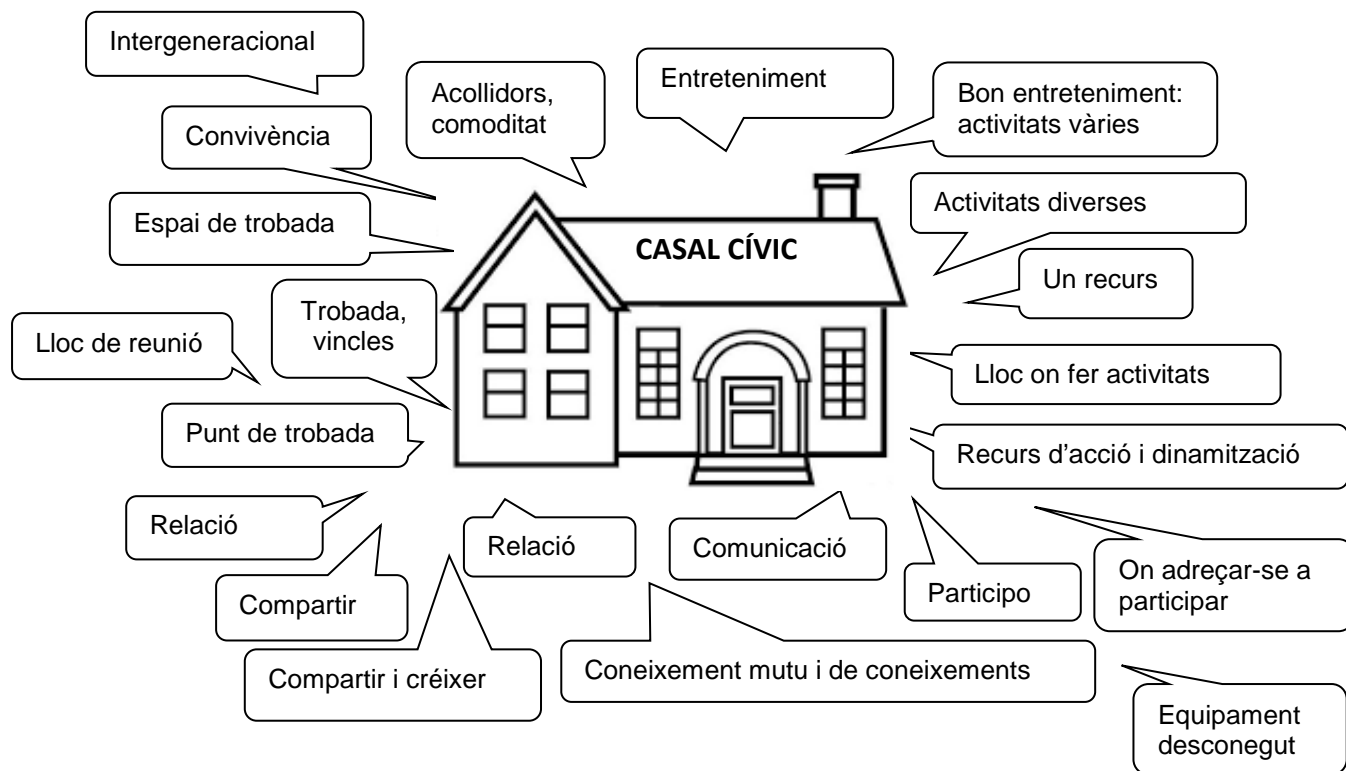 Intergeneracional
Entreteniment
Acollidors,
comoditat
Bon entreteniment:
activitats vàries
Convivència
Activitats diverses
Espai de trobada
CASAL CÍVIC
Un recurs
Trobada,
vincles
Lloc de reunió
Lloc on fer activitats
Punt de trobada
Recurs d’acció i dinamització
Relació
Relació
Comunicació
Participo
On adreçar-se a
participar
Compartir
Compartir i créixer
Coneixement mutu i de coneixements
Equipament
desconegut